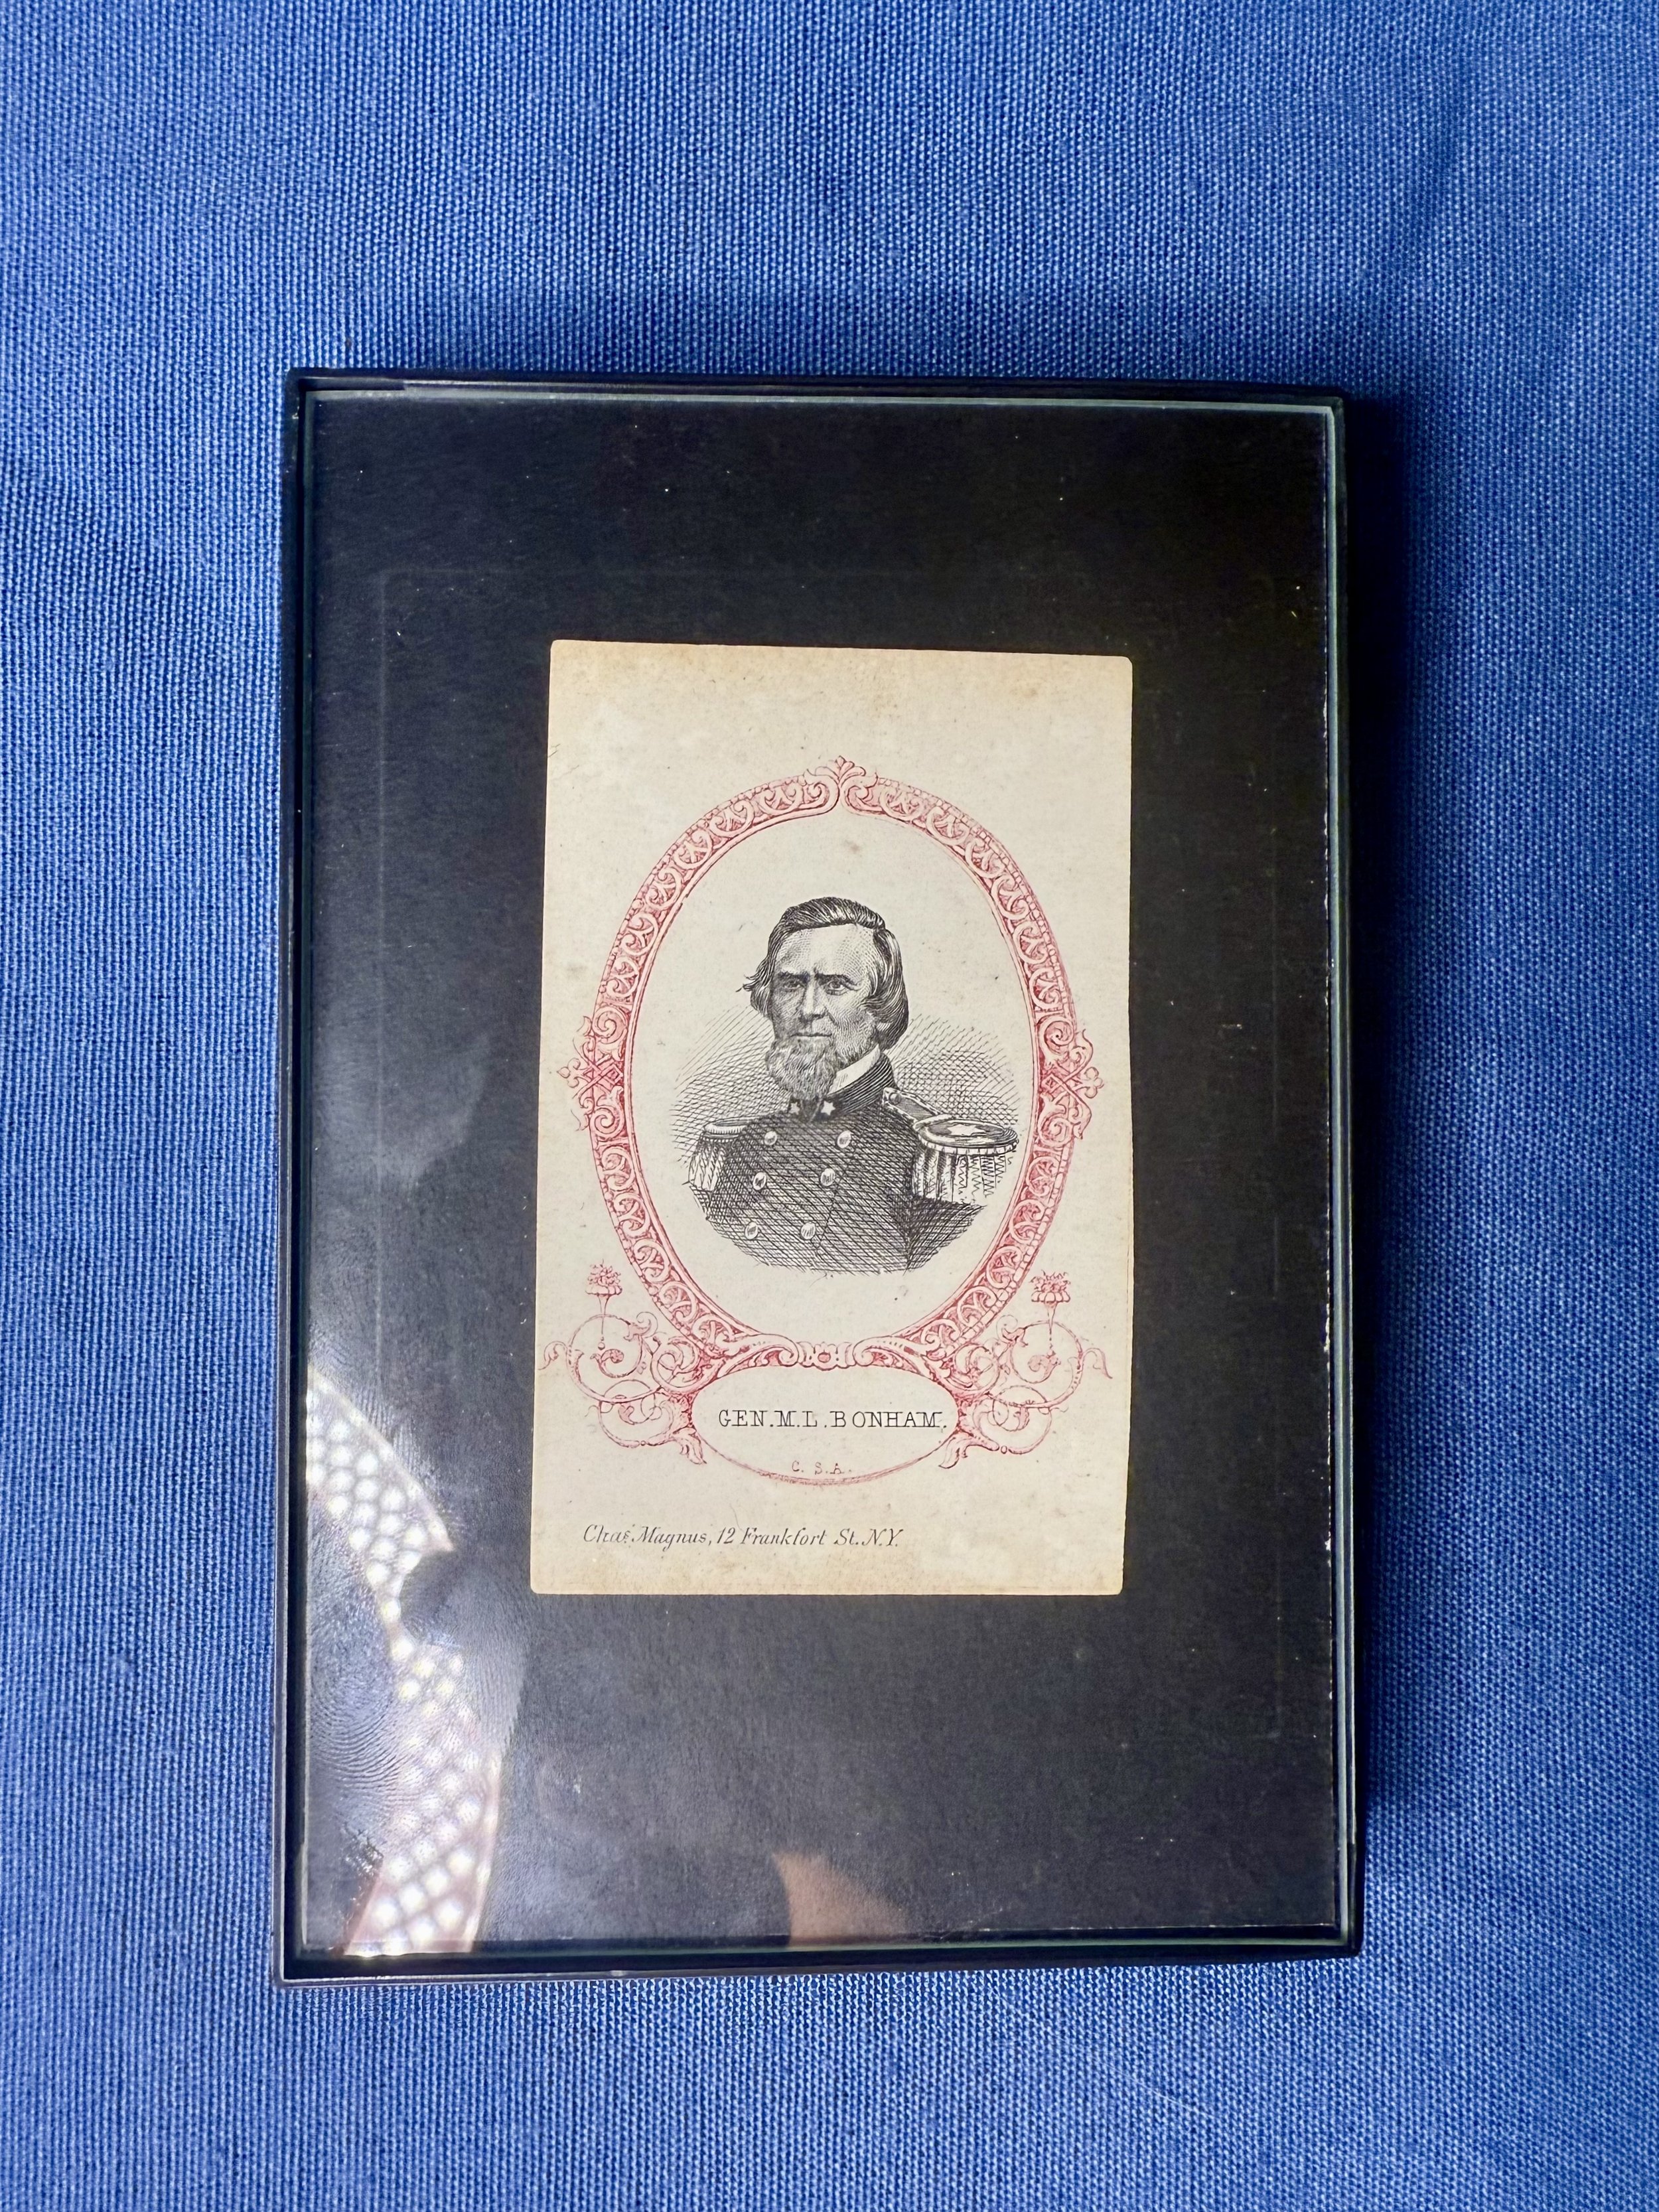 GEN. M. L. BONHAM.
C. S. A.
Chas. Magnus, 12 Frankfort St. N.Y.